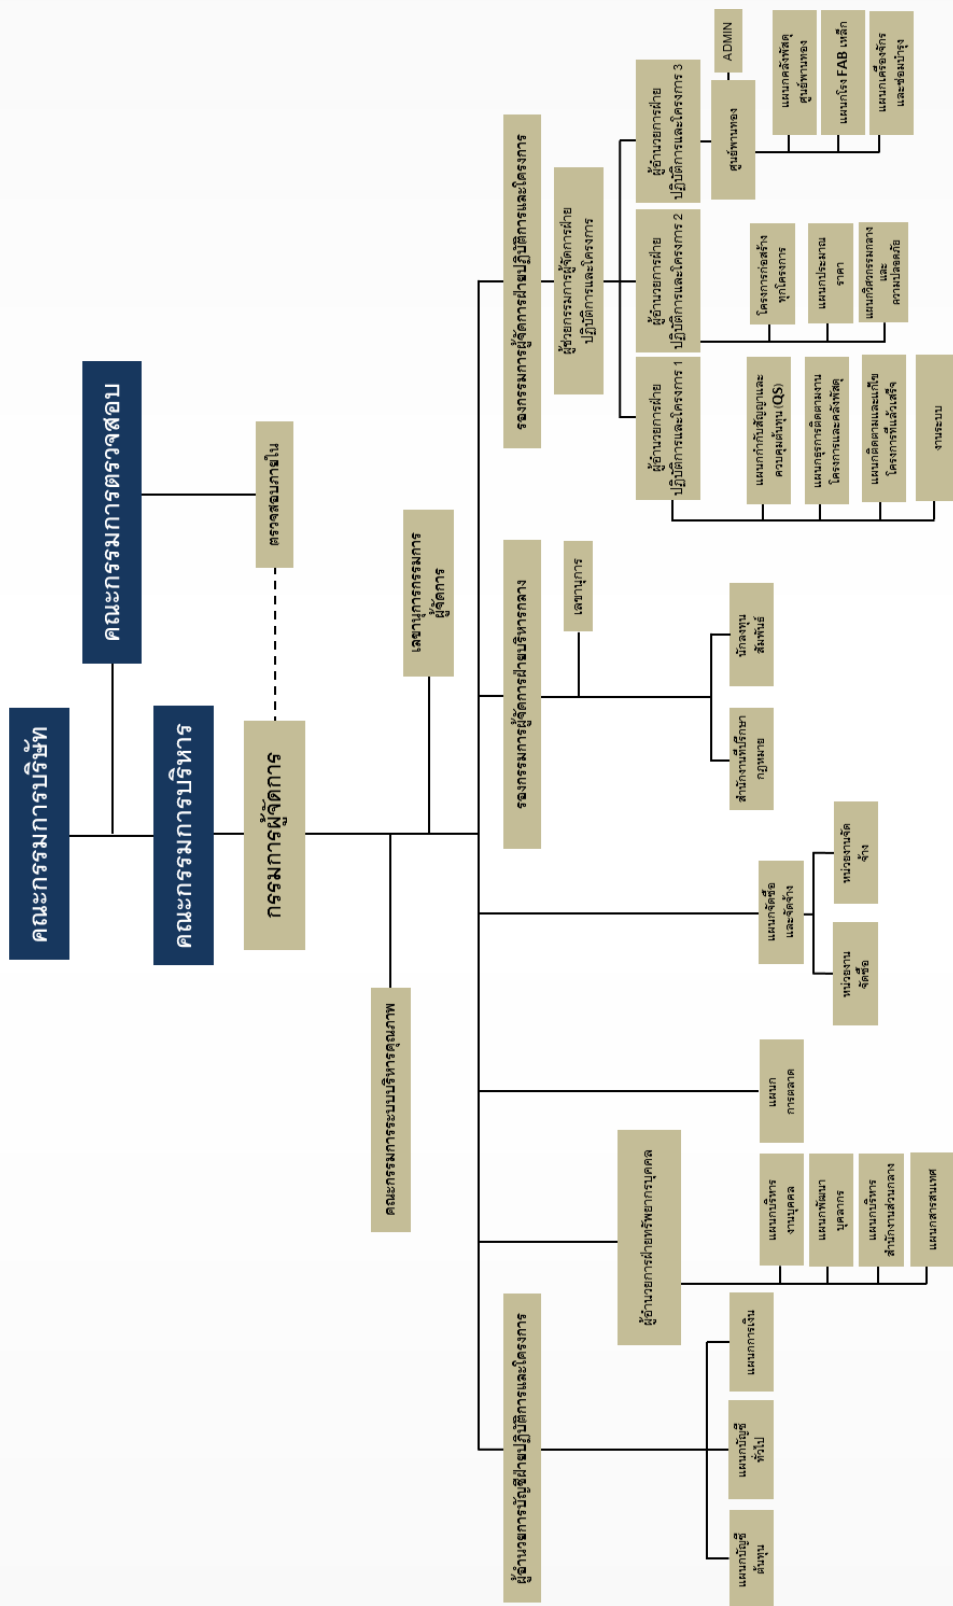 คณะกรรมการบริษัท
คณะกรรมการตรวจสอบ
คณะกรรมการบริหาร
ตรวจสอบภายใน
กรรมการผู้จัดการ
เลขานุการกรรมการ
ผู้จัดการ
คณะกรรมการระบบบริหารคุณภาพ
ผู้อำนวยการบัญชีฝ่ายปฏิบัติการและโครงการ
แผนกบัญชี
ต้นทุน
แผนกบัญชี
ทั่วไป
แผนกการเงิน
ผู้อำนวยการฝ่ายทรัพยากรบุคคล
แผนกบริหาร
งานบุคคล
แผนกพัฒนา
บุคลากร
แผนกบริหาร
สำนักงานส่วนกลาง
แผนกสารสนเทศ
แผนก
การตลาด
แผนกจัดซื้อ
และจัดจ้าง
หน่วยงาน
จัดซื้อ
หน่วยงานจัด
จ้าง
รองกรรมการผู้จัดการฝ่ายบริหารกลาง
เลขานุการ
สำนักงานที่ปรึกษา
กฎหมาย
นักลงทุน
สัมพันธ์
รองกรรมการผู้จัดการฝ่ายปฏิบัติการและโครงการ
ผู้ช่วยกรรมการผู้จัดการฝ่าย
ปฏิบัติการและโครงการ
ผู้อำนวยการฝ่าย
ปฏิบัติการและโครงการ 1
แผนกกำกับสัญญาและ
ควบคุมต้นทุน (QS)
แผนกธุรการติดตามงาน
โครงการและคลังพัสดุ
แผนกติดตามและแก้ไข
โครงการที่แล้วเสร็จ
งานระบบ
ผู้อำนวยการฝ่าย
ปฏิบัติการและโครงการ 2
โครงการก่อสร้าง
ทุกโครงการ
แผนกประมาณ
ราคา
แผนกวิศวกรรมกลาง
และ
ความปลอดภัย
ผู้อำนวยการฝ่าย
ปฏิบัติการและโครงการ 3
ADMIN
ศูนย์พานทอง
แผนกคลังพัสดุ
ศูนย์พานทอง
แผนกโรง FAB เหล็ก
แผนกเครื่องจักร
และซ่อมบำรุง